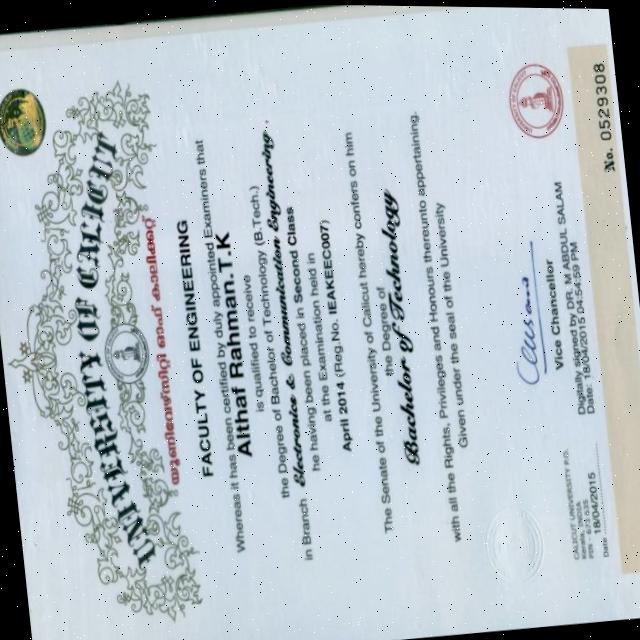 UNIVERSITY OF CALICUT
യൂണിവേഴ്സിറ്റി ഓഫ് കാലിക്കറ്റ്
FACULTY OF ENGINEERING
Whereas it has been certified by duly appointed Examiners that
Althaf Rahman.T.K
is qualified to receive
the Degree of Bachelor of Technology (B.Tech.)
in Branch Electronics & Communication Engineering.
he having been placed in Second Class
at the Examination held in
April 2014 (Reg.No. IEAKEEC007)
The Senate of the University of Calicut hereby confers on him
the Degree of
Bachelor of Technology
with all the Rights, Privileges and Honours thereunto appertaining.
Given under the seal of the University
Vice Chancellor
Digitally signed by DR. M ABDUL SALAM
Date: 18/04/2015 04:54:59 PM
CALICUT UNIVERSITY P.O.
18/04/2015
Date
No. 0529308